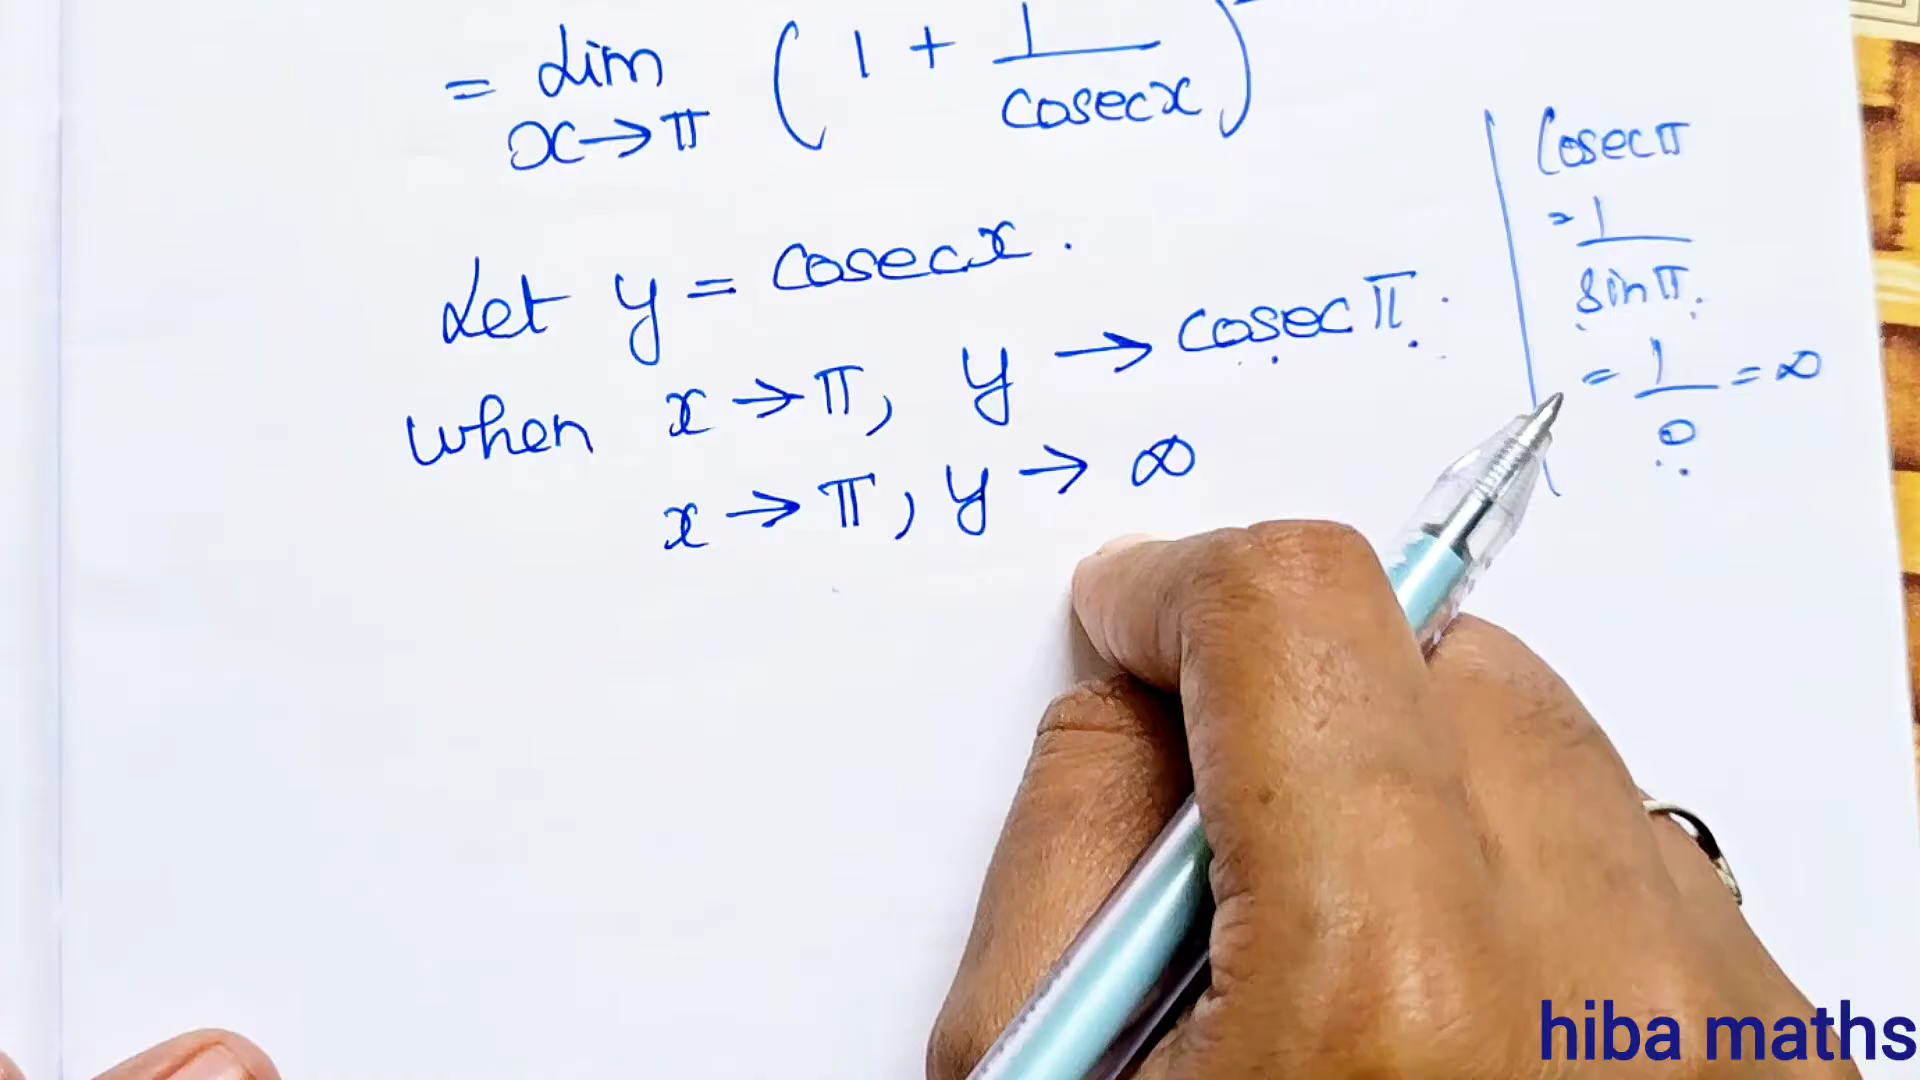 = Lim (1 + 1/cosecx)
x→π
Let y = cosecx.
when x→π, y → cosecπ.
x→π, y→ ∞
Cosecπ
= 1/sinπ.
= 1/0 = ∞
hiba maths